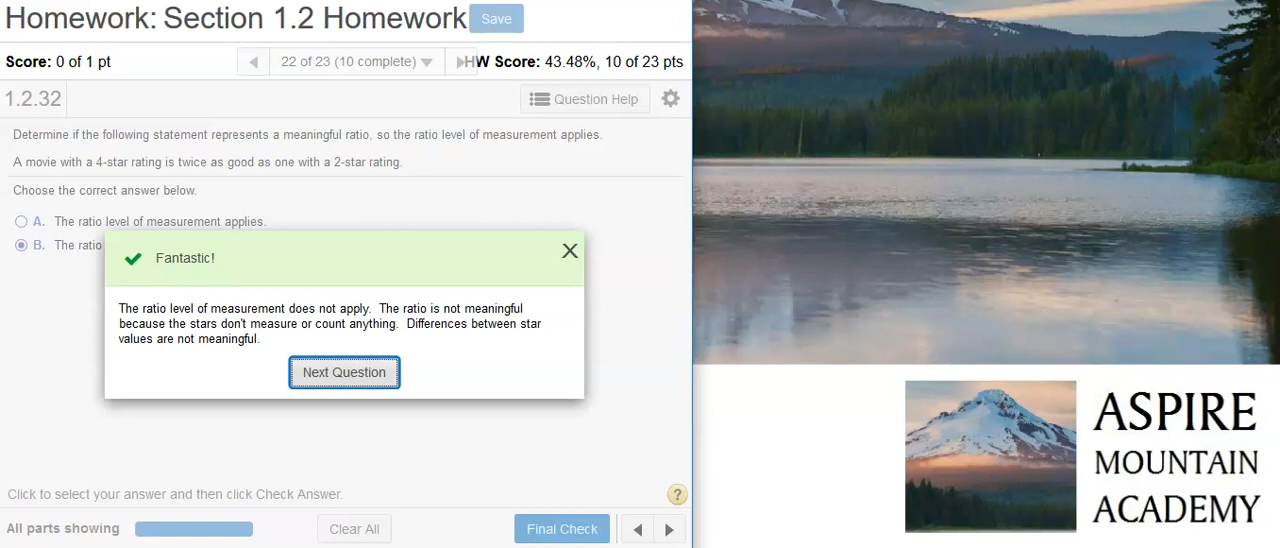 Homework: Section 1.2 Homework
Save
Score: 0 of 1 pt
22 of 23 (10 complete)
HW Score: 43.48%, 10 of 23 pts
1.2.32
Question Help
Determine if the following statement represents a meaningful ratio, so the ratio level of measurement applies.
A movie with a 4-star rating is twice as good as one with a 2-star rating.
Choose the correct answer below.
A. The ratio level of measurement applies.
B. The ratio
Fantastic!
The ratio level of measurement does not apply. The ratio is not meaningful
because the stars don't measure or count anything. Differences between star
values are not meaningful.
Next Question
Click to select your answer and then click Check Answer.
?
All parts showing
Clear All
Final Check
ASPIRE
MOUNTAIN
ACADEMY